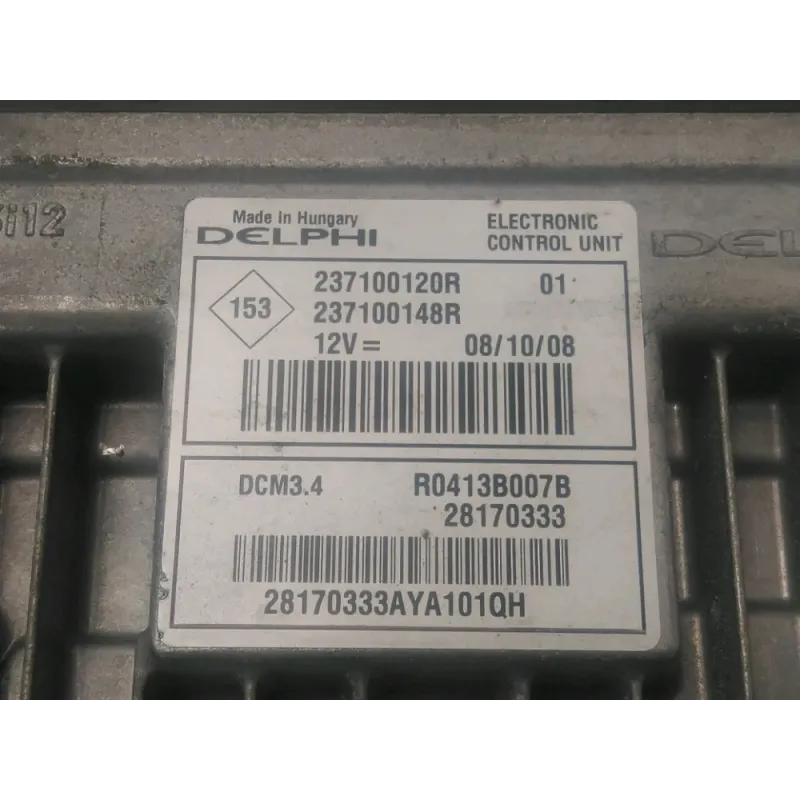 Made in Hungary
DELPHI
ELECTRONIC
CONTROL UNIT
153
237100120R 01
237100148R
12V = 08/10/08
DCM3.4 R0413B007B
28170333
28170333AYA101QH